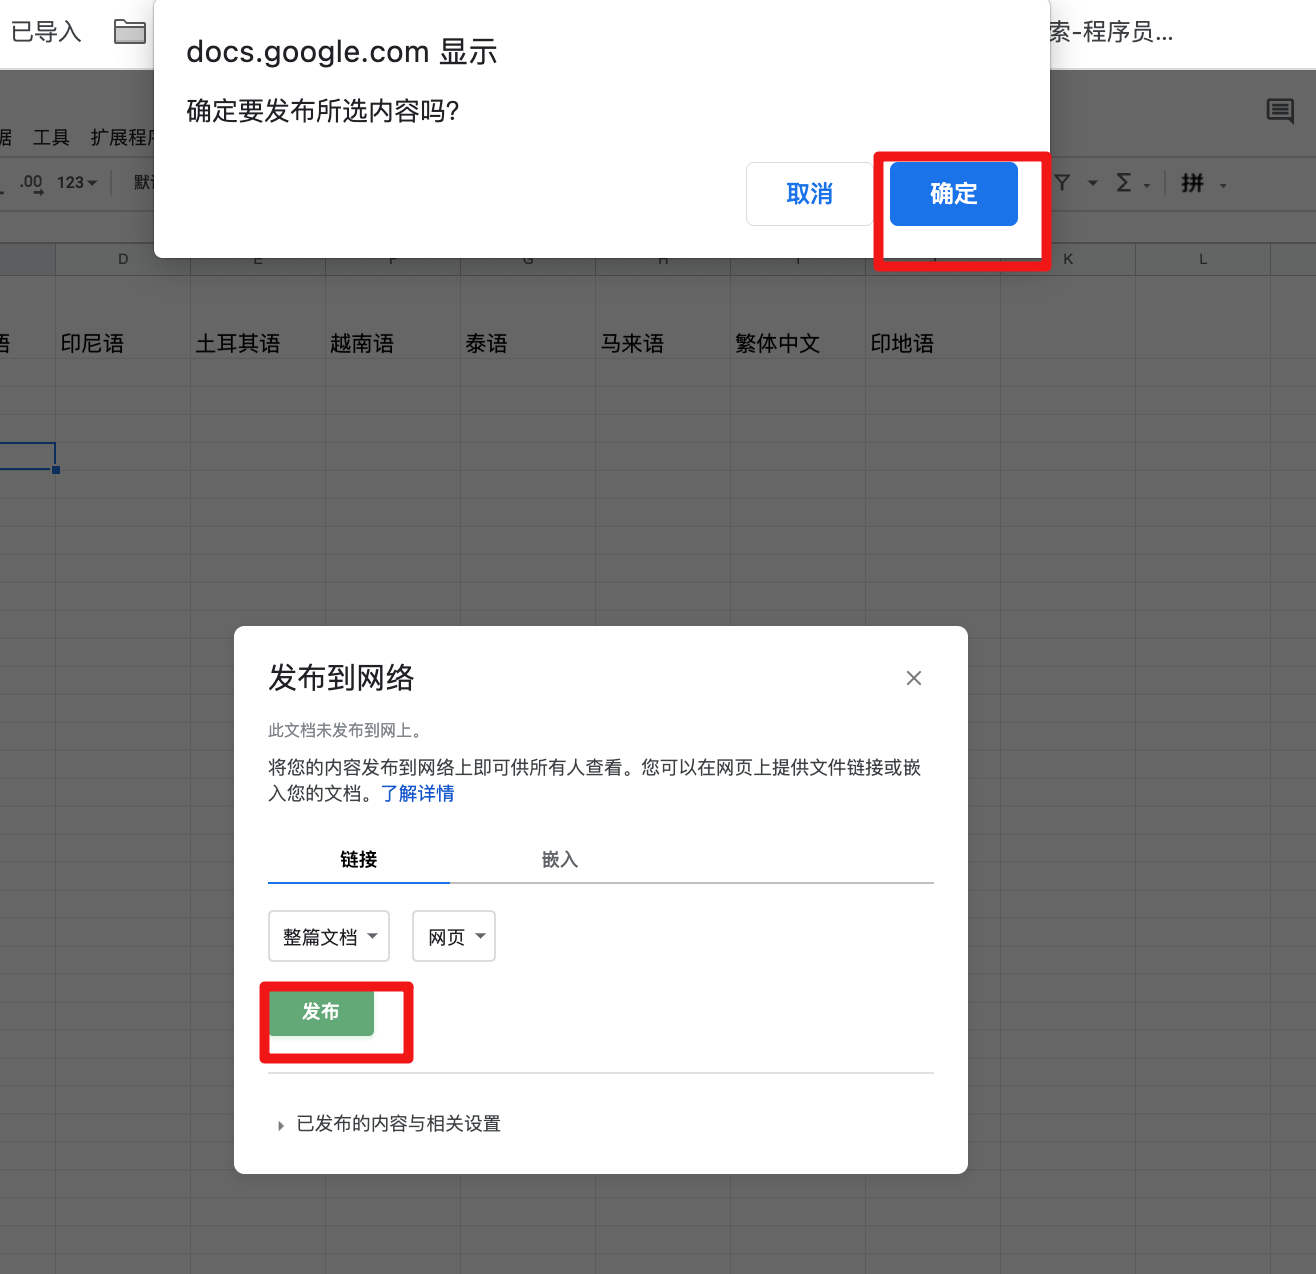 已导入
索-程序员...
docs.google.com 显示
确定要发布所选内容吗?
取消
确定
工具
扩展程序
.00
123
默认
Σ
拼
D
E
F
G
H
I
K
L
印尼语
土耳其语
越南语
泰语
马来语
繁体中文
印地语
发布到网络
此文档未发布到网上。
将您的内容发布到网络上即可供所有人查看。您可以在网页上提供文件链接或嵌
入您的文档。了解详情
链接
嵌入
整篇文档
网页
发布
已发布的内容与相关设置